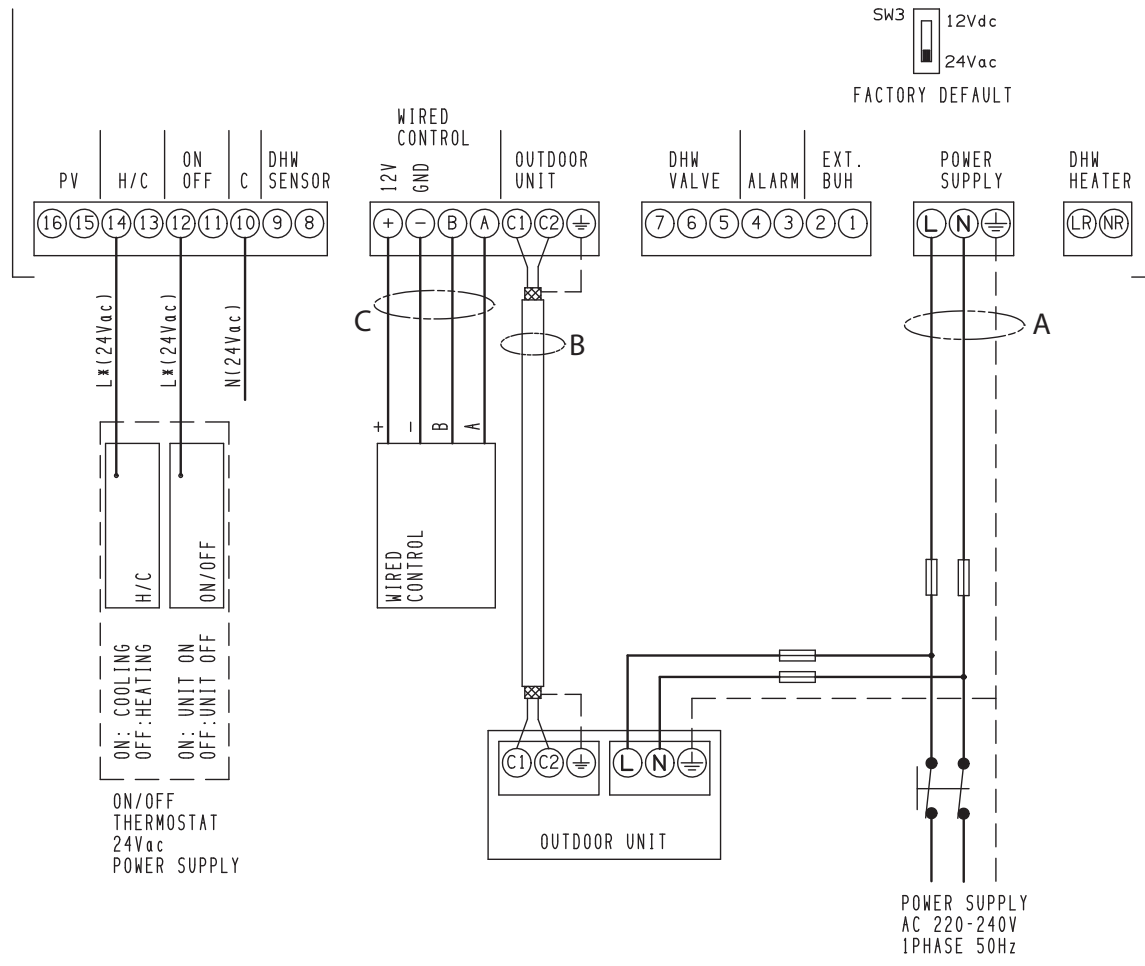 SW3
12Vdc
24Vac
FACTORY DEFAULT
WIRED
CONTROL
PV
H/C
ON
OFF
C
DHW
SENSOR
12V
GND
OUTDOOR
UNIT
DHW
VALVE
ALARM
EXT.
BUH
POWER
SUPPLY
DHW
HEATER
16 15 14 13 12 11 10 9 8
+ - B A C1 C2
7 6 5 4 3 2 1
L N
LR NR
L*(24Vac)
L*(24Vac)
N(24Vac)
C
B
A
+ - B A
H/C
ON/OFF
WIRED
CONTROL
ON: COOLING
OFF:HEATING
ON: UNIT ON
OFF:UNIT OFF
C1 C2
L N
OUTDOOR UNIT
ON/OFF
THERMOSTAT
24Vac
POWER SUPPLY
POWER SUPPLY
AC 220-240V
1PHASE 50Hz